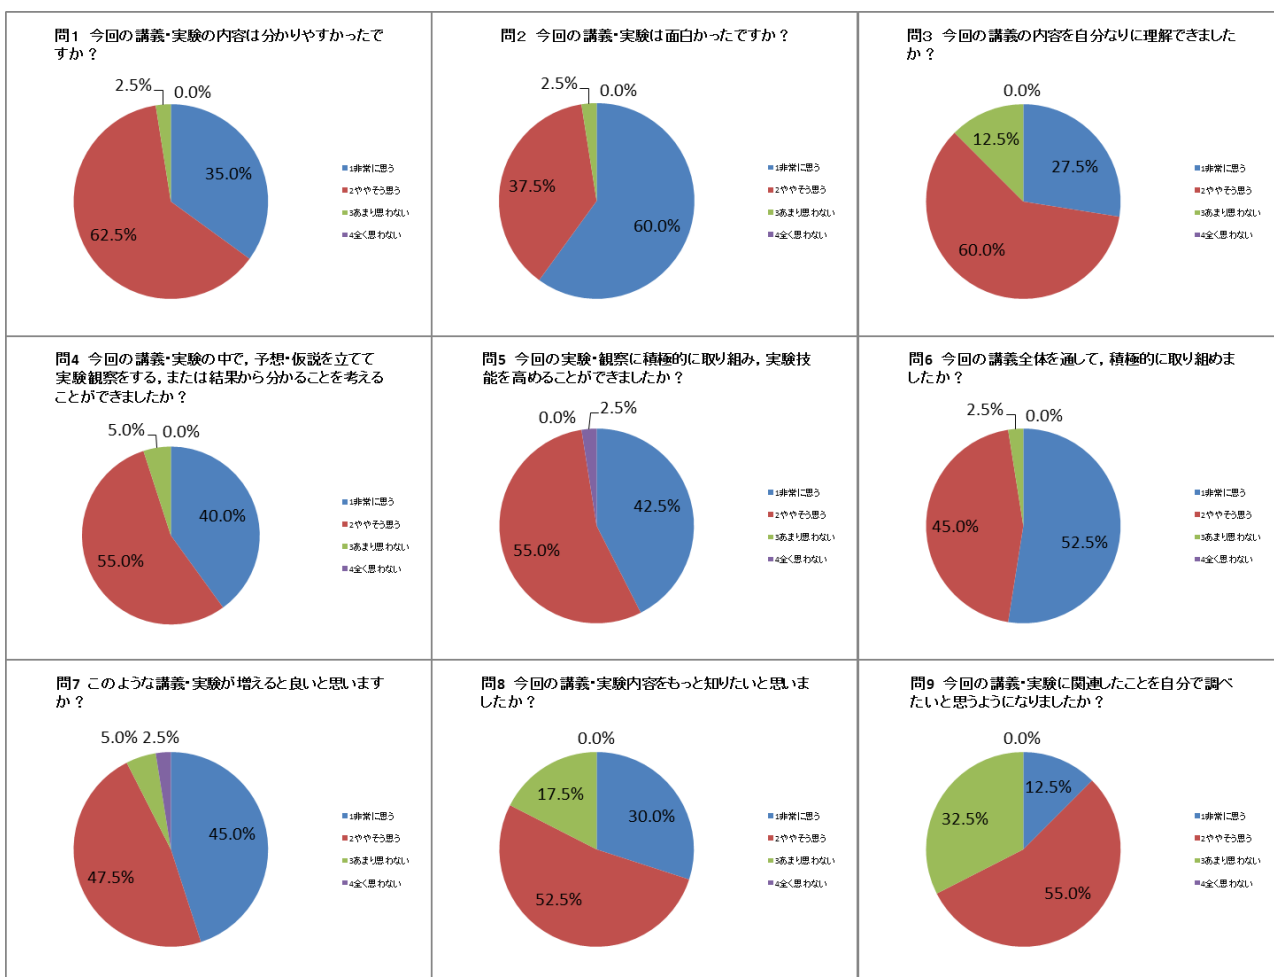 問1 今回の講義・実験の内容は分かりやすかったで
すか?
2.5%
0.0%
35.0%
62.5%
1非常に思う
2ややそう思う
3あまり思わない
4全く思わない
問2 今回の講義・実験は面白かったですか?
2.5%
0.0%
37.5%
60.0%
1非常に思う
2ややそう思う
3あまり思わない
4全く思わない
問3 今回の講義の内容を自分なりに理解できました
か?
0.0%
12.5%
27.5%
60.0%
1非常に思う
2ややそう思う
3あまり思わない
4全く思わない
問4 今回の講義・実験の中で,予想・仮説を立てて
実験観察をする,または結果から分かることを考える
ことができましたか?
5.0%
0.0%
40.0%
55.0%
1非常に思う
2ややそう思う
3あまり思わない
4全く思わない
問5 今回の実験・観察に積極的に取り組み,実験技
能を高めることができましたか?
0.0%
2.5%
42.5%
55.0%
1非常に思う
2ややそう思う
3あまり思わない
4全く思わない
問6 今回の講義全体を通して,積極的に取り組めま
したか?
2.5%
0.0%
45.0%
52.5%
1非常に思う
2ややそう思う
3あまり思わない
4全く思わない
問7 このような講義・実験が増えると良いと思います
か?
5.0%
2.5%
45.0%
47.5%
1非常に思う
2ややそう思う
3あまり思わない
4全く思わない
問8 今回の講義・実験内容をもっと知りたいと思いま
したか?
0.0%
17.5%
30.0%
52.5%
1非常に思う
2ややそう思う
3あまり思わない
4全く思わない
問9 今回の講義・実験に関連したことを自分で調べ
たいと思うようになりましたか?
0.0%
12.5%
32.5%
55.0%
1非常に思う
2ややそう思う
3あまり思わない
4全く思わない